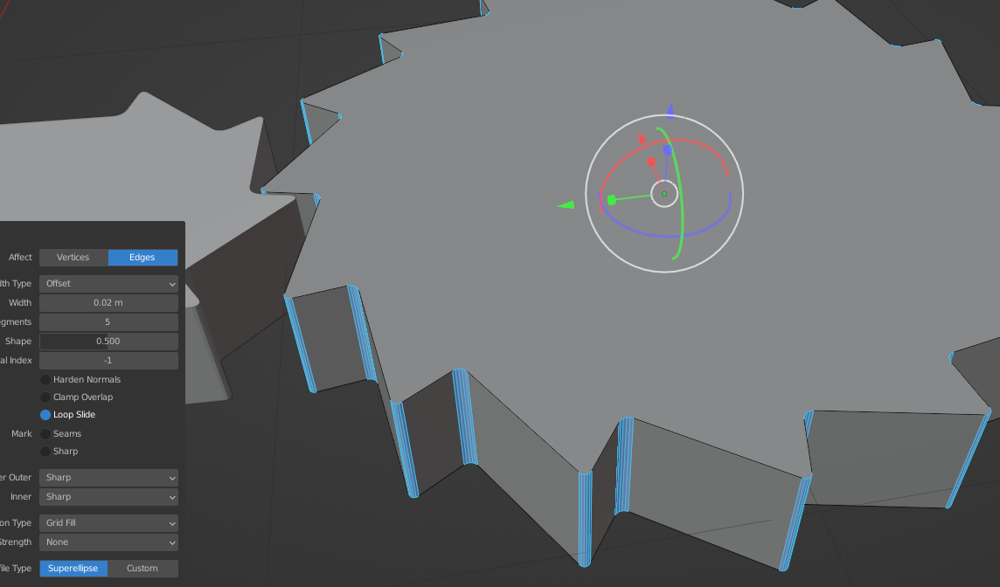 Affect Vertices Edges
dth Type Offset
Width 0.02 m
egments 5
Shape 0.500
al Index -1
Harden Normals
Clamp Overlap
Loop Slide
Mark Seams
Sharp
er Outer Sharp
Inner Sharp
on Type Grid Fill
Strength None
file Type Superellipse Custom